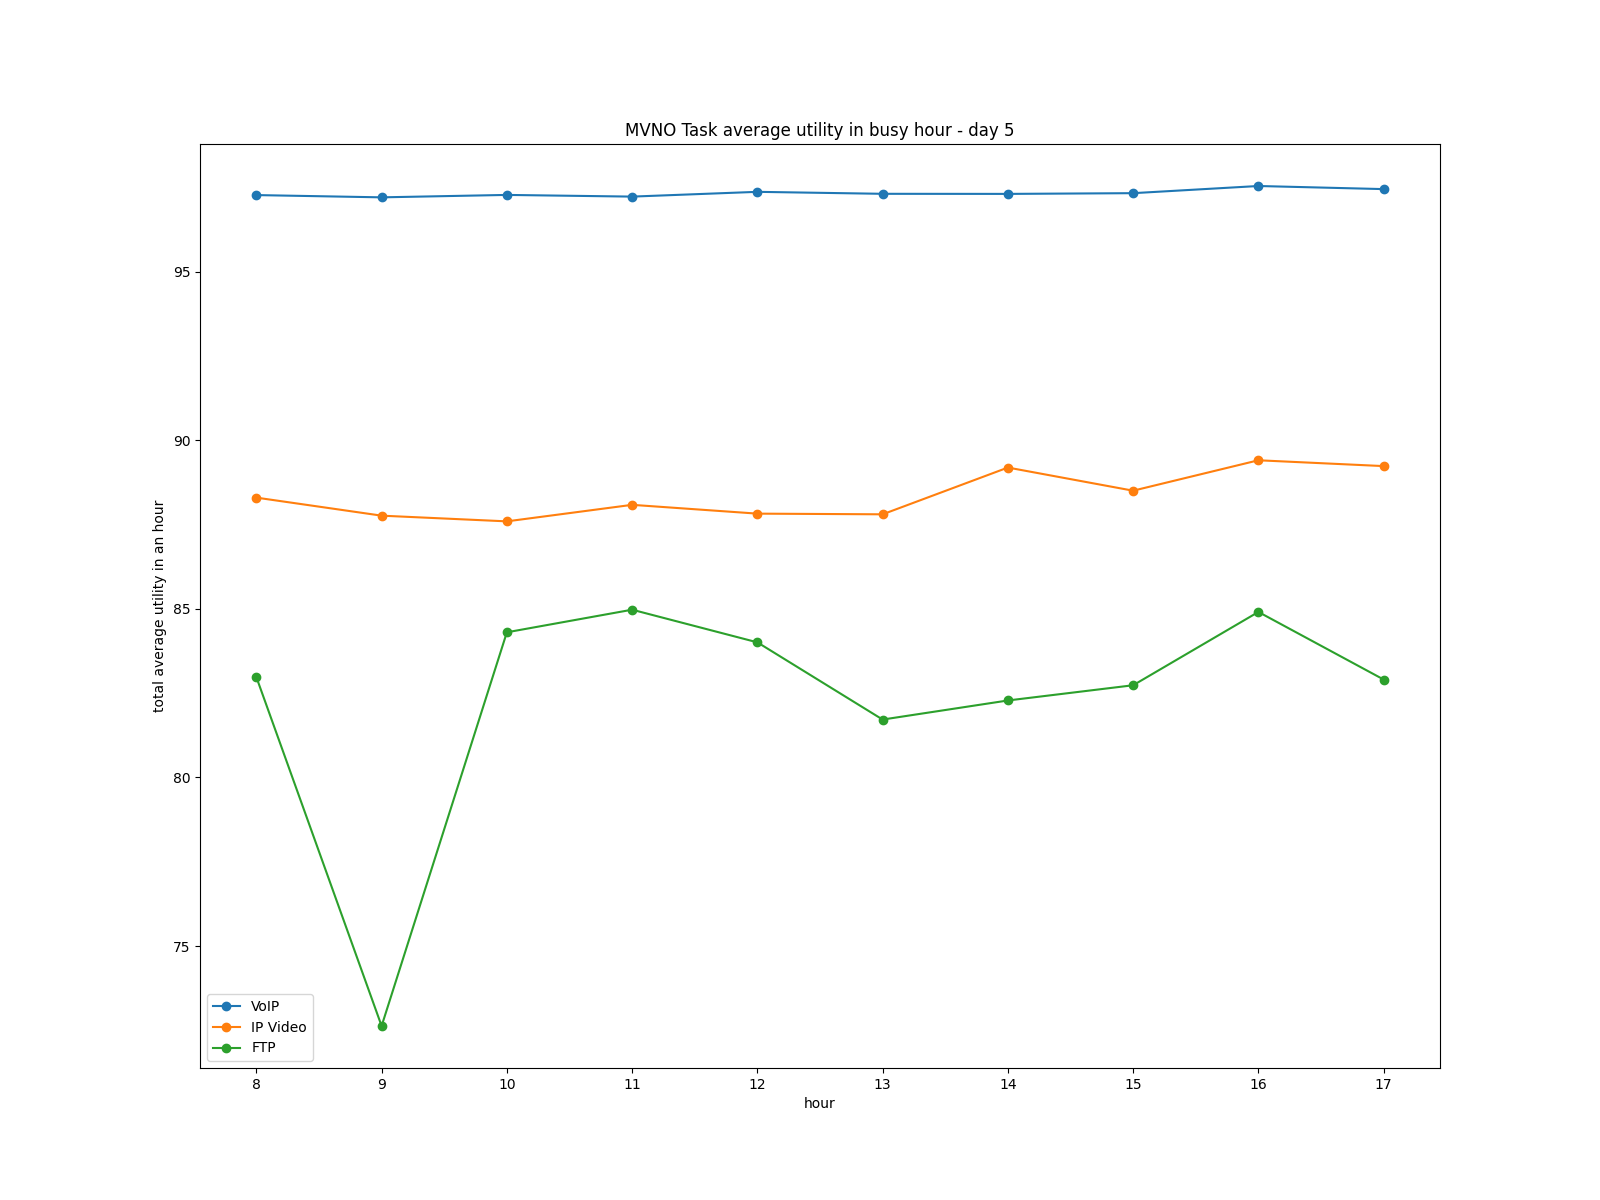 MVNO Task average utility in busy hour - day 5
total average utility in an hour
95
90
85
80
75
VoIP
IP Video
FTP
8 9 10 11 12 13 14 15 16 17
hour